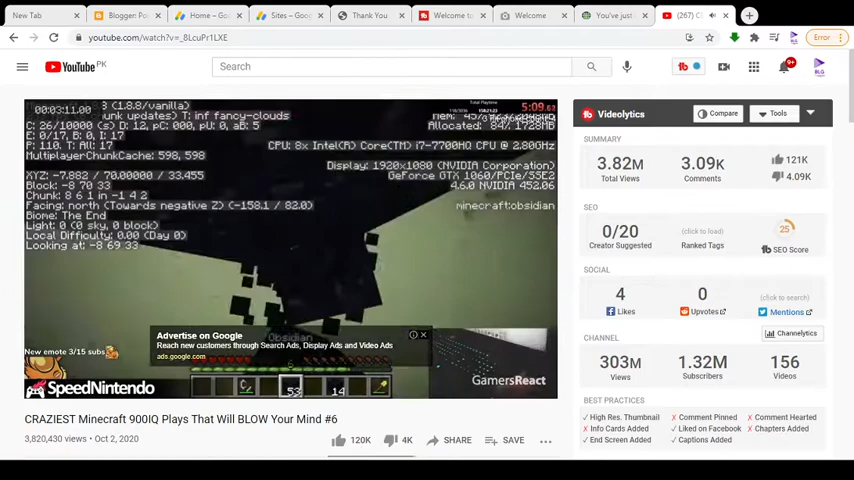 New Tab
Blogger: Po
Home – Go
Sites – Goo
Thank You
Welcome to
Welcome
You've just
(267) C
youtube.com/watch?v=_8LcuPr1LXE
Error
YouTube PK
Search
9+
00:03:11.00
(1.8.8/vanilla)
unk updates) T: inf fancy-clouds
C: 26/10000 (s) D: 12, pC: 000, pU: 0, aB: 5
E: 0/17, B: 0, I: 17
P: 110. T: All: 17
MultiplayerChunkCache: 598, 598
XYZ: -7.882 / 70.00000 / 33.455
Block: -8 70 33
Chunk: 8 6 1 in -1 4 2
Facing: north (Towards negative Z) (-158.1 / 82.0)
Biome: The End
Light: 0 (0 sky, 0 block)
Local Difficulty: 0.00 (Day 0)
Looking at: -8 69 33
Total Playtime
5:09.63
Allocated: 84% 1728MB
CPU: 8x Intel(R) Core(TM) i7-7700HQ CPU @ 2.80GHz
Display: 1920x1080 (NVIDIA Corporation)
GeForce GTX 1060/PCIe/SSE2
4.6.0 NVIDIA 452.06
minecraft:obsidian
Advertise on Google
Reach new customers through Search Ads, Display Ads and Video Ads
ads.google.com
Obsidian
New emote 3/15 subs
SpeedNintendo
53
14
GamersReact
CRAZIEST Minecraft 900IQ Plays That Will BLOW Your Mind #6
3,820,430 views • Oct 2, 2020
120K
4K
SHARE
SAVE
Videolytics
Compare
Tools
SUMMARY
3.82M
Total Views
3.09K
Comments
121K
4.09K
SEO
0/20
Creator Suggested
(click to load)
Ranked Tags
25
SEO Score
SOCIAL
4
Likes
0
Upvotes
(click to search)
Mentions
CHANNEL
Channelytics
303M
Views
1.32M
Subscribers
156
Videos
BEST PRACTICES
High Res. Thumbnail
Comment Pinned
Comment Hearted
Info Cards Added
Liked on Facebook
Chapters Added
End Screen Added
Captions Added